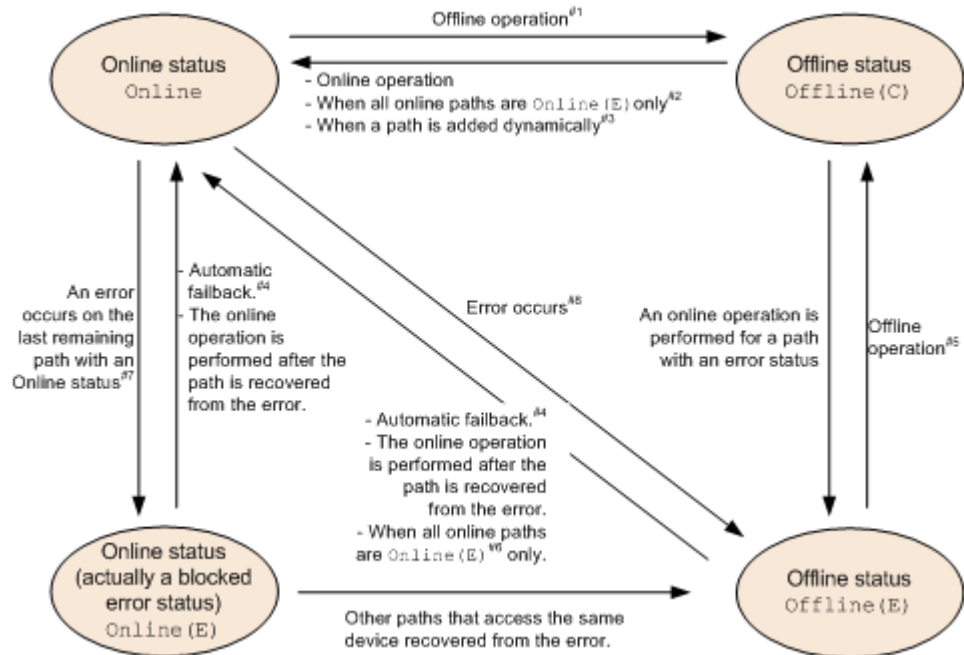 Offline operation#1
Online status
Online
Offline status
Offline(C)
- Online operation
- When all online paths are Online(E)only#2
- When a path is added dynamically#3
An error
occurs on the
last remaining
path with an
Online status#7
- Automatic
failback.#4
- The online
operation is
performed after the
path is recovered
from the error.
Error occurs#8
An online operation is
performed for a path
with an error status
Offline
operation#5
- Automatic failback.#4
- The online operation
is performed after the
path is recovered
from the error.
- When all online paths
are Online(E)#6 only.
Online status
(actually a blocked
error status)
Online(E)
Offline status
Offline(E)
Other paths that access the same
device recovered from the error.